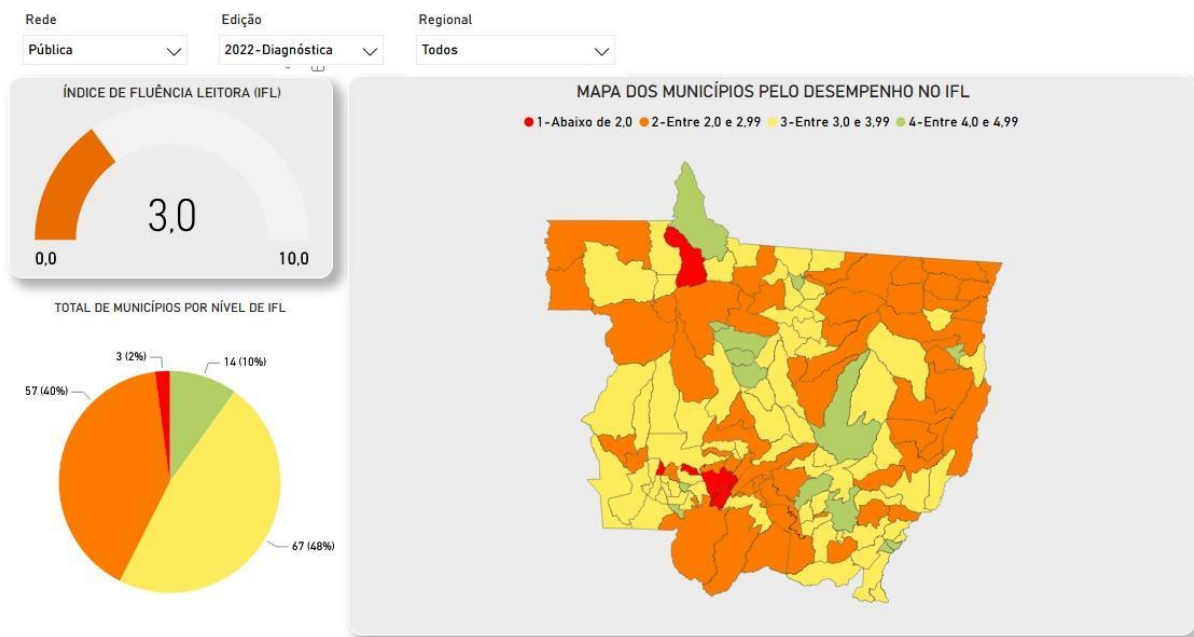 Rede
Edição
Regional
Pública
2022-Diagnóstica
Todos
ÍNDICE DE FLUÊNCIA LEITORA (IFL)
3,0
0,0
10,0
TOTAL DE MUNICÍPIOS POR NÍVEL DE IFL
3 (2%)
14 (10%)
57 (40%)
67 (48%)
MAPA DOS MUNICÍPIOS PELO DESEMPENHO NO IFL
1-Abaixo de 2,0 2-Entre 2,0 e 2,99 3-Entre 3,0 e 3,99 4-Entre 4,0 e 4,99